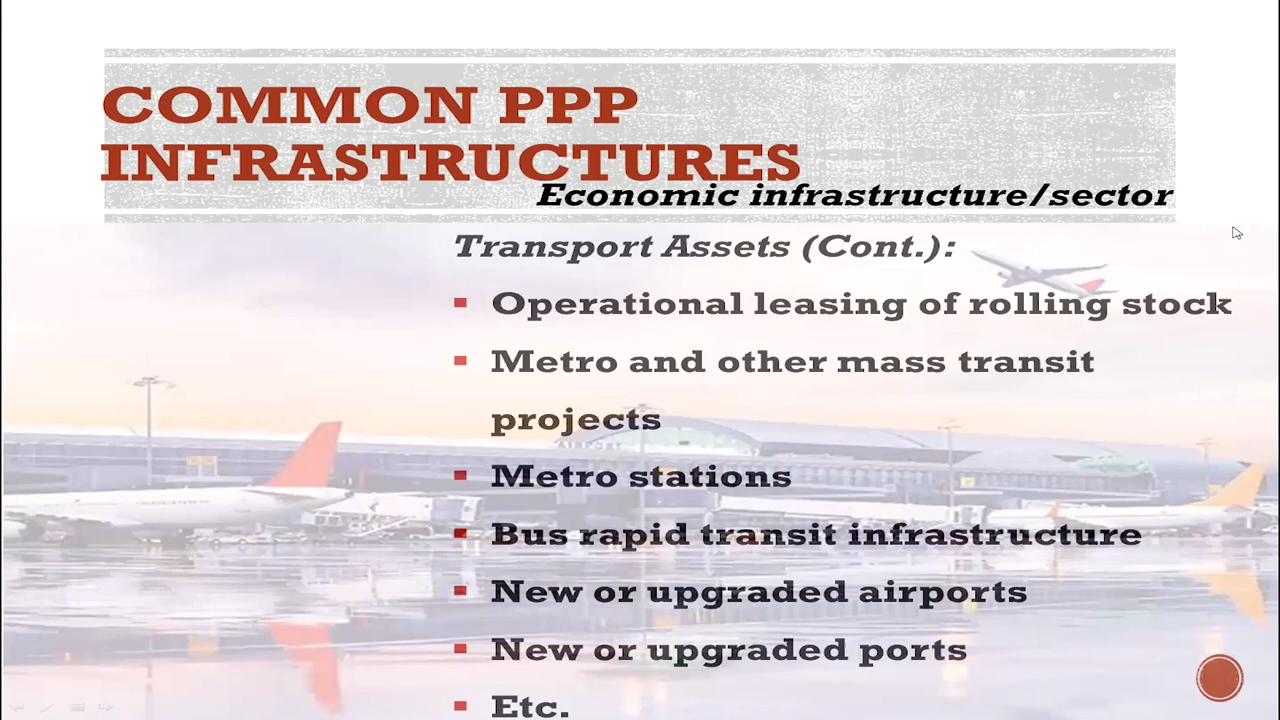 COMMON PPP
INFRASTRUCTURES
Economic infrastructure/sector
Transport Assets (Cont.):
▪ Operational leasing of rolling stock
▪ Metro and other mass transit
projects
▪ Metro stations
▪ Bus rapid transit infrastructure
▪ New or upgraded airports
▪ New or upgraded ports
▪ Etc.